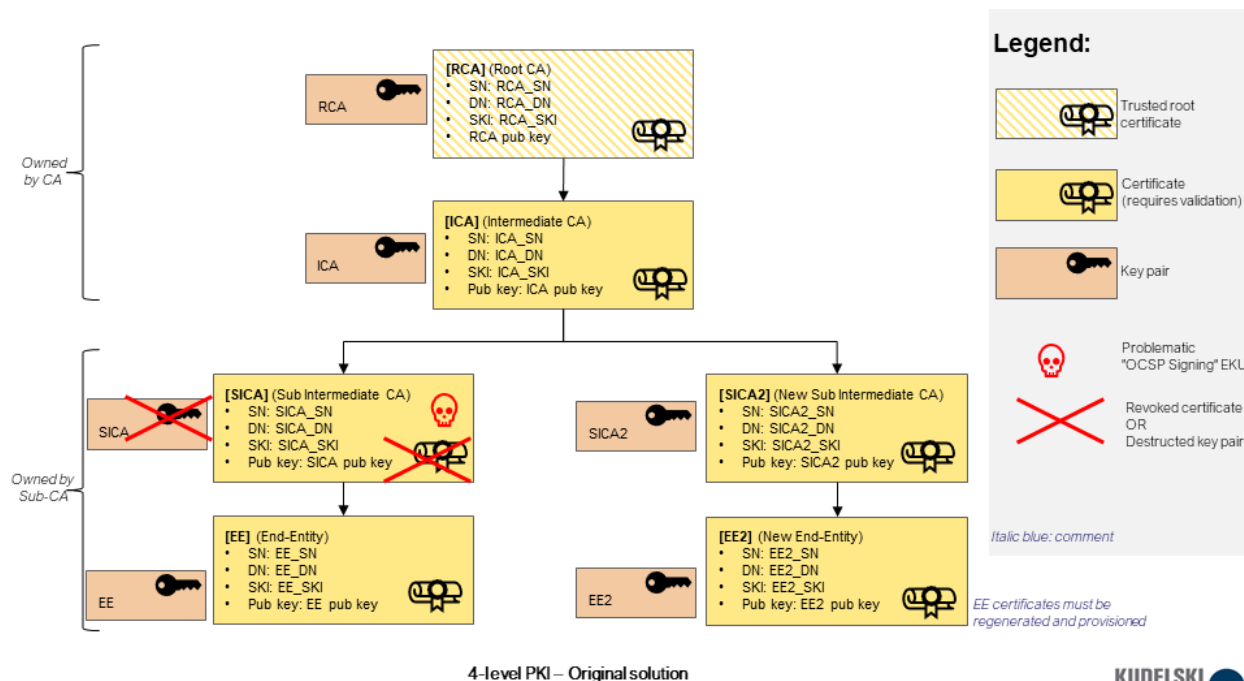 Legend:
[RCA] (Root CA)
• SN: RCA_SN
• DN: RCA_DN
• SKI: RCA_SKI
• RCA pub key
RCA
Trusted root
certificate
Owned
by CA
[ICA] (Intermediate CA)
• SN: ICA_SN
• DN: ICA_DN
• SKI: ICA_SKI
• Pub key: ICA pub key
ICA
Certificate
(requires validation)
Key pair
[SICA] (Sub Intermediate CA)
• SN: SICA_SN
• DN: SICA_DN
• SKI: SICA_SKI
• Pub key: SICA pub key
SICA
[SICA2] (New Sub Intermediate CA)
• SN: SICA2_SN
• DN: SICA2_DN
• SKI: SICA2_SKI
• Pub key: SICA2 pub key
SICA2
Problematic
"OCSP Signing" EKU
Revoked certificate
OR
Destructed key pair
Owned by
Sub-CA
[EE] (End-Entity)
• SN: EE_SN
• DN: EE_DN
• SKI: EE_SKI
• Pub key: EE pub key
EE
[EE2] (New End-Entity)
• SN: EE2_SN
• DN: EE2_DN
• SKI: EE2_SKI
• Pub key: EE2 pub key
EE2
Italic blue: comment
EE certificates must be
regenerated and provisioned
4-level PKI – Original solution
KUDELSKI